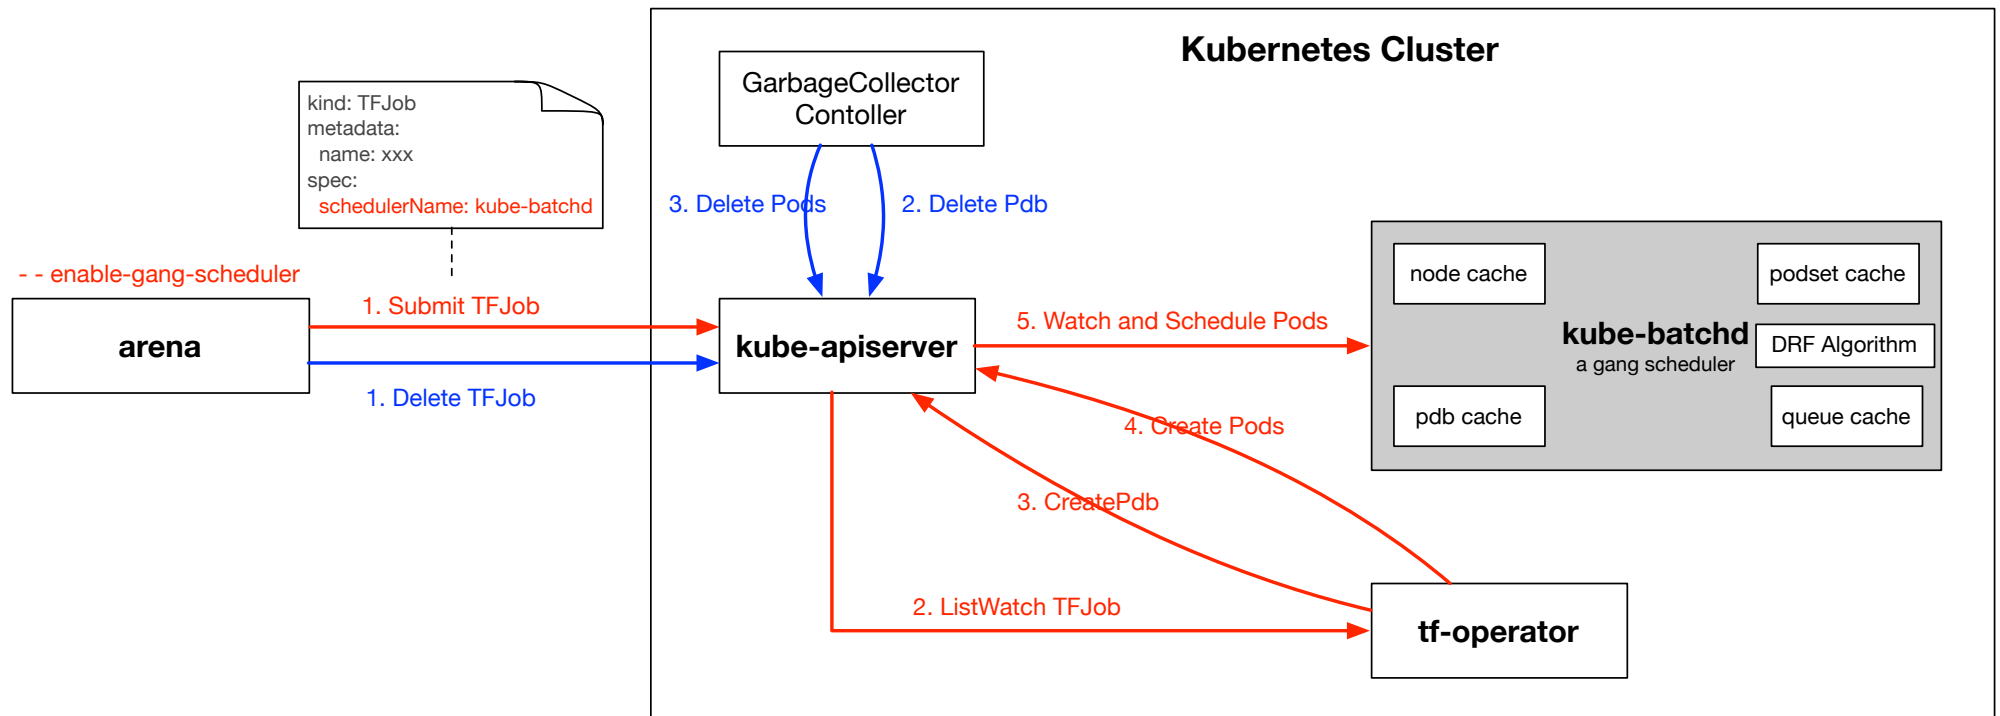 Kubernetes Cluster
GarbageCollector
Contoller
kind: TFJob
metadata:
name: xxx
spec:
schedulerName: kube-batchd
3. Delete Pods
2. Delete Pdb
- - enable-gang-scheduler
1. Submit TFJob
arena
1. Delete TFJob
kube-apiserver
5. Watch and Schedule Pods
node cache
podset cache
kube-batchd
a gang scheduler
DRF Algorithm
pdb cache
queue cache
4. Create Pods
3. CreatePdb
2. ListWatch TFJob
tf-operator